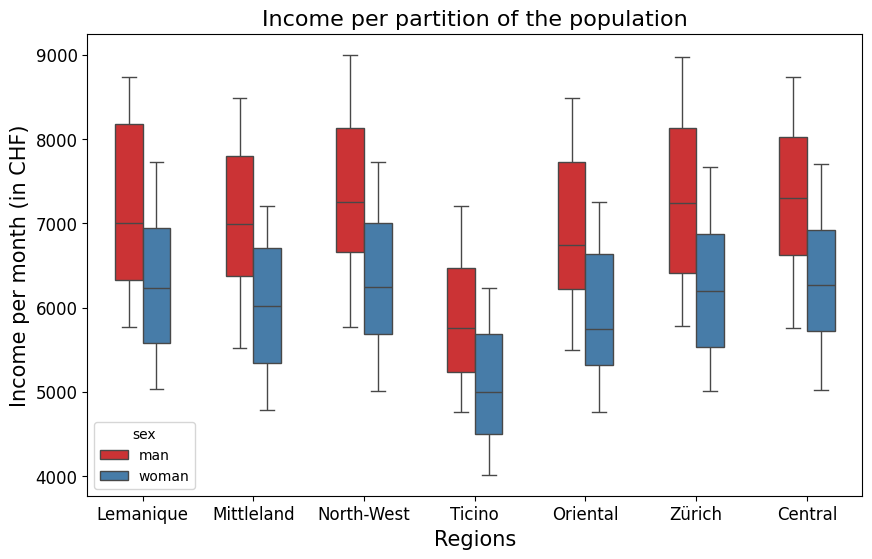 Income per partition of the population
Income per month (in CHF)
9000
8000
7000
6000
5000
4000
sex
man
woman
Lemanique Mittleland North-West Ticino Oriental Zürich Central
Regions